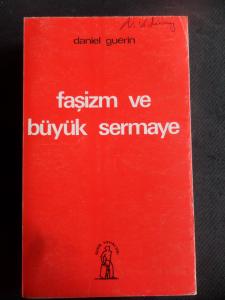 daniel guerin
faşizm ve
büyük sermaye